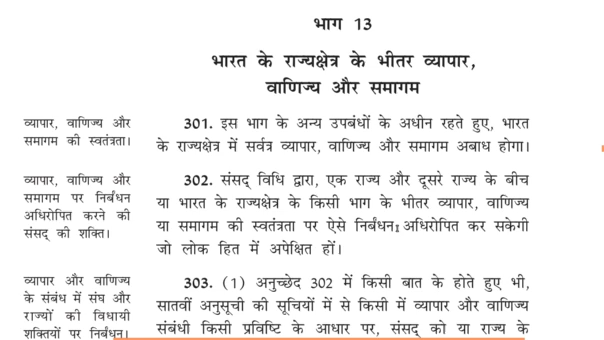 भाग 13
भारत के राज्यक्षेत्र के भीतर व्यापार,
वाणिज्य और समागम
व्यापार, वाणिज्य और
समागम की स्वतंत्रता।
301. इस भाग के अन्य उपबंधों के अधीन रहते हुए, भारत
के राज्यक्षेत्र में सर्वत्र व्यापार, वाणिज्य और समागम अबाध होगा।
व्यापार, वाणिज्य और
समागम पर निर्बंधन
अधिरोपित करने की
संसद् की शक्ति।
302. संसद् विधि द्वारा, एक राज्य और दूसरे राज्य के बीच
या भारत के राज्यक्षेत्र के किसी भाग के भीतर व्यापार, वाणिज्य
या समागम की स्वतंत्रता पर ऐसे निर्बंधन अधिरोपित कर सकेगी
जो लोक हित में अपेक्षित हों।
व्यापार और वाणिज्य
के संबंध में संघ और
राज्यों की विधायी
शक्तियों पर निर्बंधन।
303. (1) अनुच्छेद 302 में किसी बात के होते हुए भी,
सातवीं अनुसूची की सूचियों में से किसी में व्यापार और वाणिज्य
संबंधी किसी प्रविष्टि के आधार पर, संसद् को या राज्य के